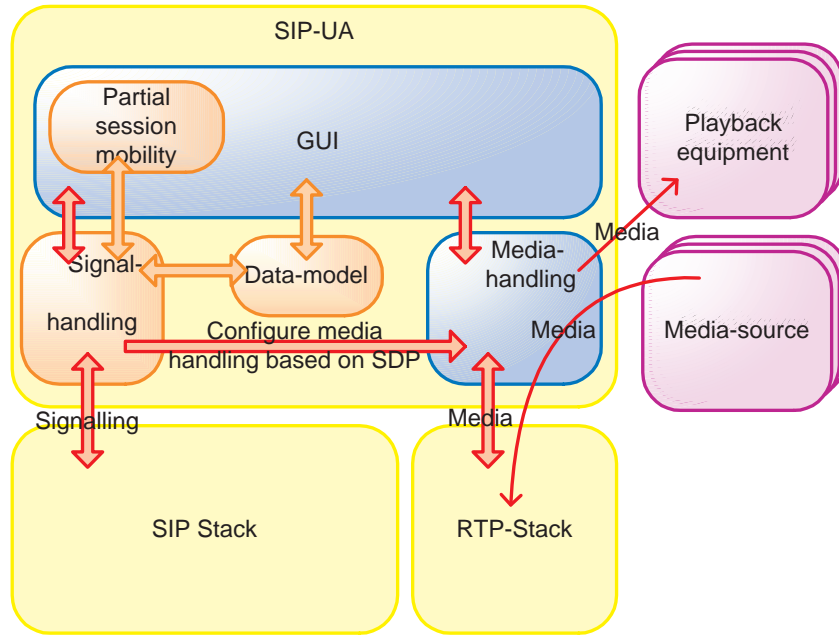 SIP-UA
Partial
session
mobility
GUI
Playback
equipment
Media
Signal-
handling
Data-model
Media-
handling
Media
Media-source
Configure media
handling based on SDP
Signalling
Media
SIP Stack
RTP-Stack